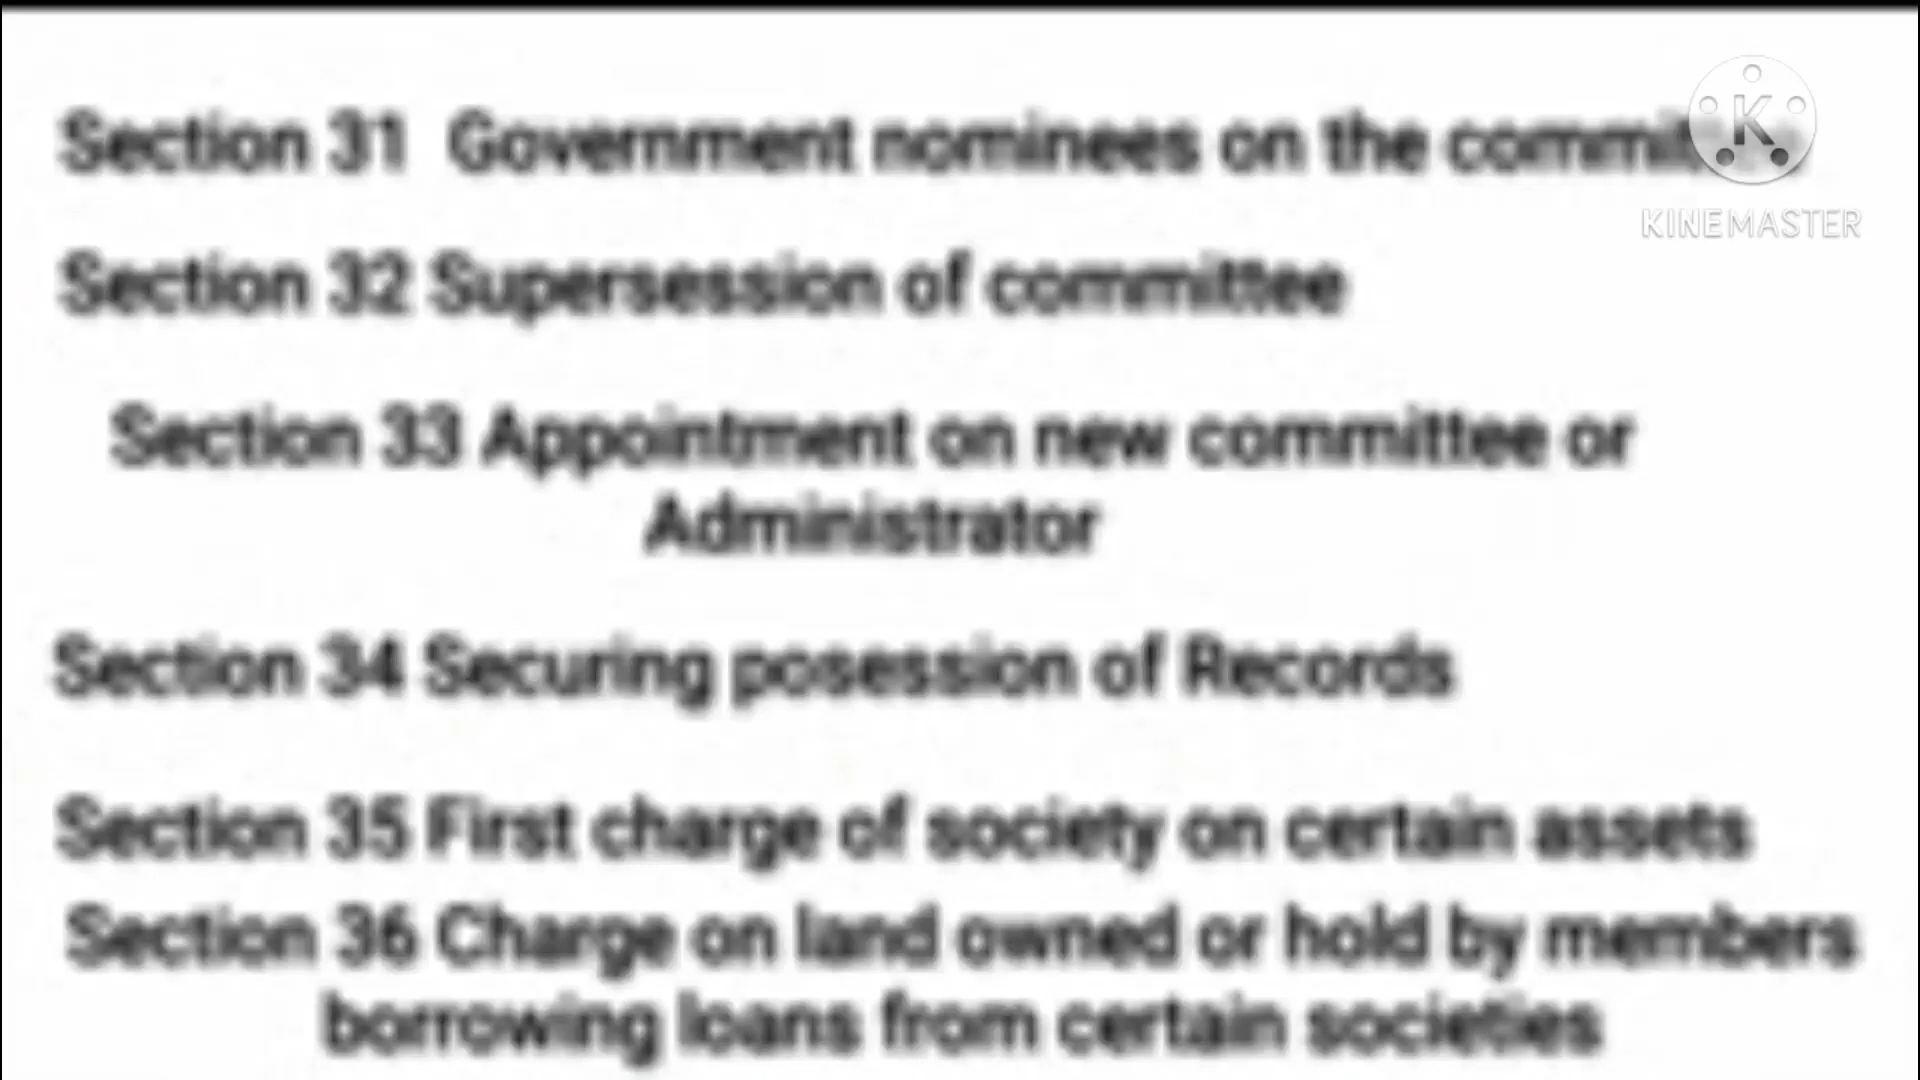 Section 31 Government nominees on the committee
K
KINEMASTER
Section 32 Supersession of committee
Section 33 Appointment on new committee or
Administrator
Section 34 Securing posession of Records
Section 35 First charge of society on certain assets
Section 36 Charge on land owned or hold by members
borrowing loans from certain societies